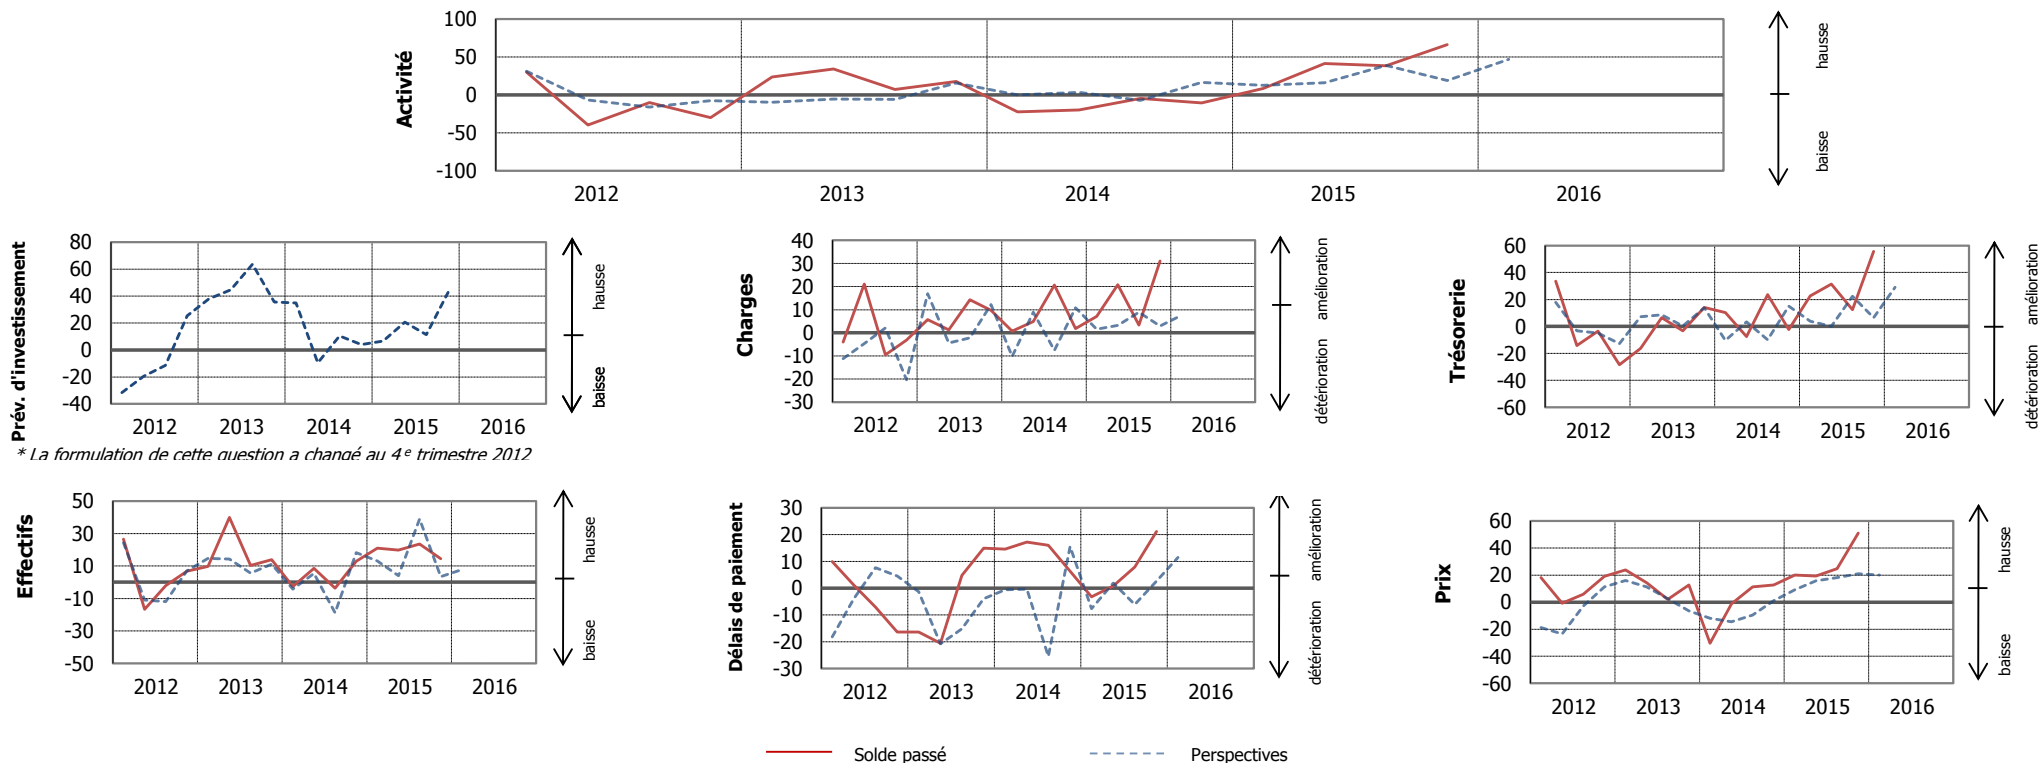 Activité
100
50
0
-50
-100
2012 2013 2014 2015 2016
hausse
baisse
Prév. d'investissement
80
60
40
20
0
-20
-40
2012 2013 2014 2015 2016
hausse
baisse
* La formulation de cette question a changé au 4e trimestre 2012
Charges
40
30
20
10
0
-10
-20
-30
2012 2013 2014 2015 2016
amélioration
détérioration
Trésorerie
60
40
20
0
-20
-40
-60
2012 2013 2014 2015 2016
amélioration
détérioration
Effectifs
50
30
10
-10
-30
-50
2012 2013 2014 2015 2016
hausse
baisse
Délais de paiement
30
20
10
0
-10
-20
-30
2012 2013 2014 2015 2016
amélioration
détérioration
Prix
60
40
20
0
-20
-40
-60
2012 2013 2014 2015 2016
hausse
baisse
Solde passé Perspectives